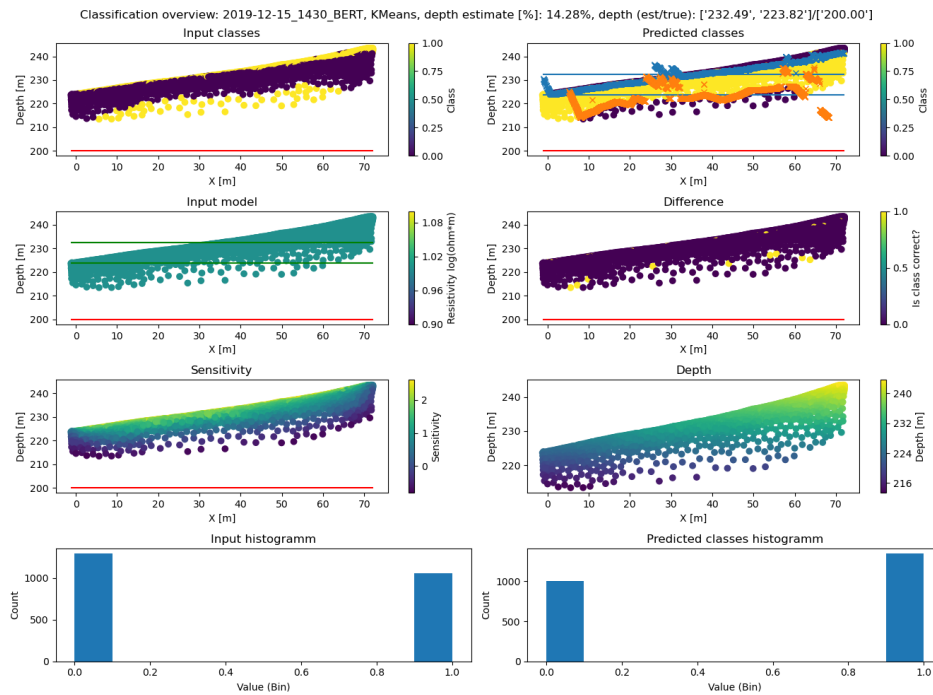 Classification overview: 2019-12-15_1430_BERT, KMeans, depth estimate [%]: 14.28%, depth (est/true): ['232.49', '223.82']/['200.00']
Input classes
Depth [m]
240
230
220
210
200
0 10 20 30 40 50 60 70
X [m]
1.00
0.75
0.50
0.25
0.00
Class
Predicted classes
Depth [m]
240
230
220
210
200
0 10 20 30 40 50 60 70
X [m]
1.00
0.75
0.50
0.25
0.00
Class
Input model
Depth [m]
240
230
220
210
200
0 10 20 30 40 50 60 70
X [m]
1.08
1.02
0.96
0.90
Resistivity log(ohm*m)
Difference
Depth [m]
240
230
220
210
200
0 10 20 30 40 50 60 70
X [m]
1.0
0.5
0.0
Is class correct?
Sensitivity
Depth [m]
240
230
220
210
200
0 10 20 30 40 50 60 70
X [m]
2
1
0
Sensitivity
Depth
Depth [m]
240
230
220
0 10 20 30 40 50 60 70
X [m]
240
232
224
216
Depth [m]
Input histogramm
Count
1000
500
0
0.0 0.2 0.4 0.6 0.8 1.0
Value (Bin)
Predicted classes histogramm
Count
1000
500
0
0.0 0.2 0.4 0.6 0.8 1.0
Value (Bin)